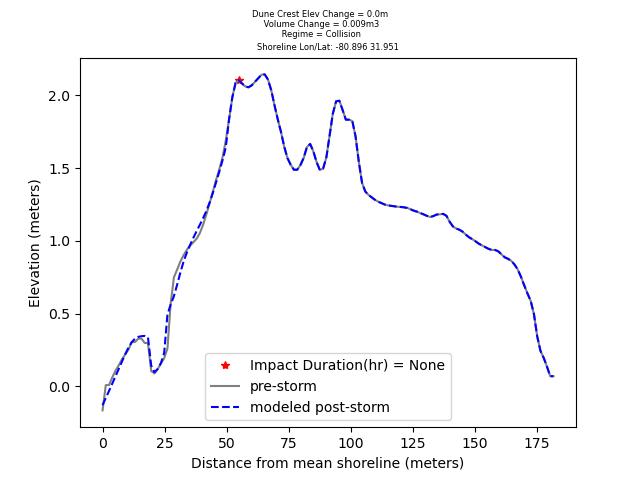 Dune Crest Elev Change = 0.0m
Volume Change = 0.009m3
Regime = Collision
Shoreline Lon/Lat: -80.896 31.951
2.0
1.5
1.0
0.5
0.0
Elevation (meters)
Impact Duration(hr) = None
pre-storm
modeled post-storm
0 25 50 75 100 125 150 175
Distance from mean shoreline (meters)